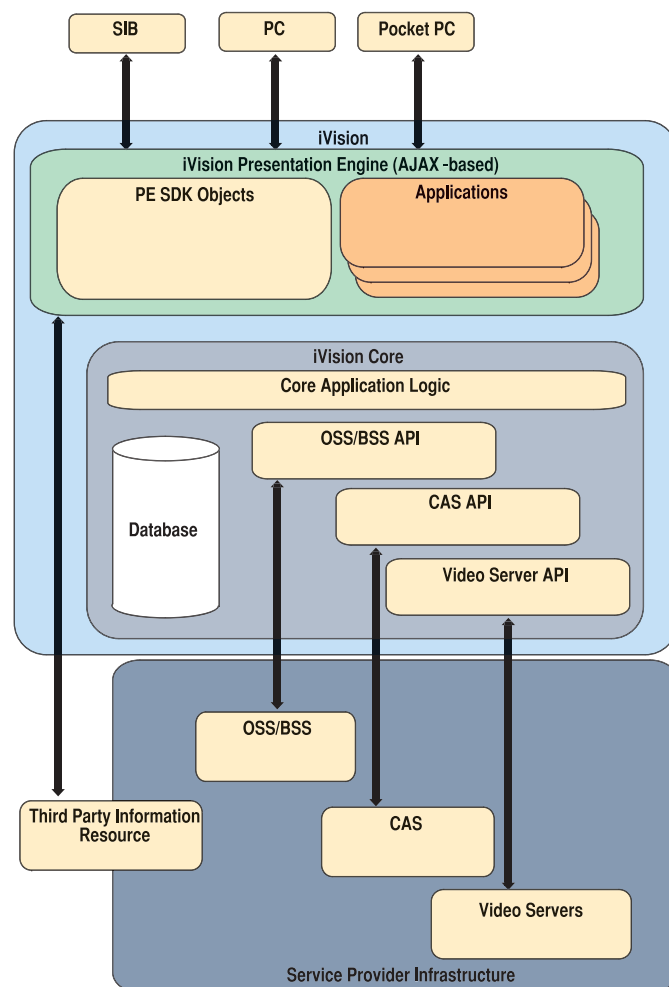 SIB
PC
Pocket PC
iVision
iVision Presentation Engine (AJAX -based)
PE SDK Objects
Applications
iVision Core
Core Application Logic
OSS/BSS API
CAS API
Database
Video Server API
OSS/BSS
Third Party Information
Resource
CAS
Video Servers
Service Provider Infrastructure